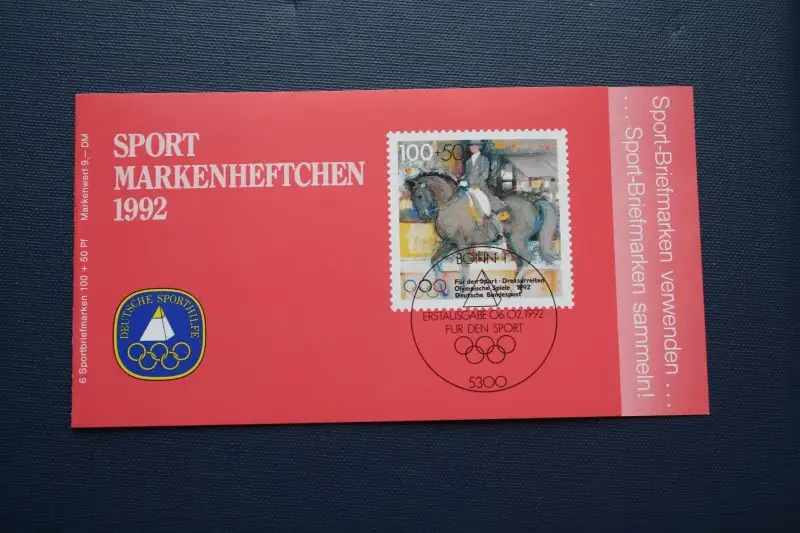 SPORT
MARKENHEFTCHEN
1992
6 Sportbriefmarken 100 + 50 Pf Markenwert 9,– DM
DEUTSCHE SPORTHILFE
100+50
Für den Sport · Dressurreiten
Olympische Spiele 1992
Deutsche Bundespost
BONN 1
ERSTAUSGABE 06.02.1992
FÜR DEN SPORT
5300
Sport-Briefmarken verwenden . . .
. . . Sport-Briefmarken sammeln!